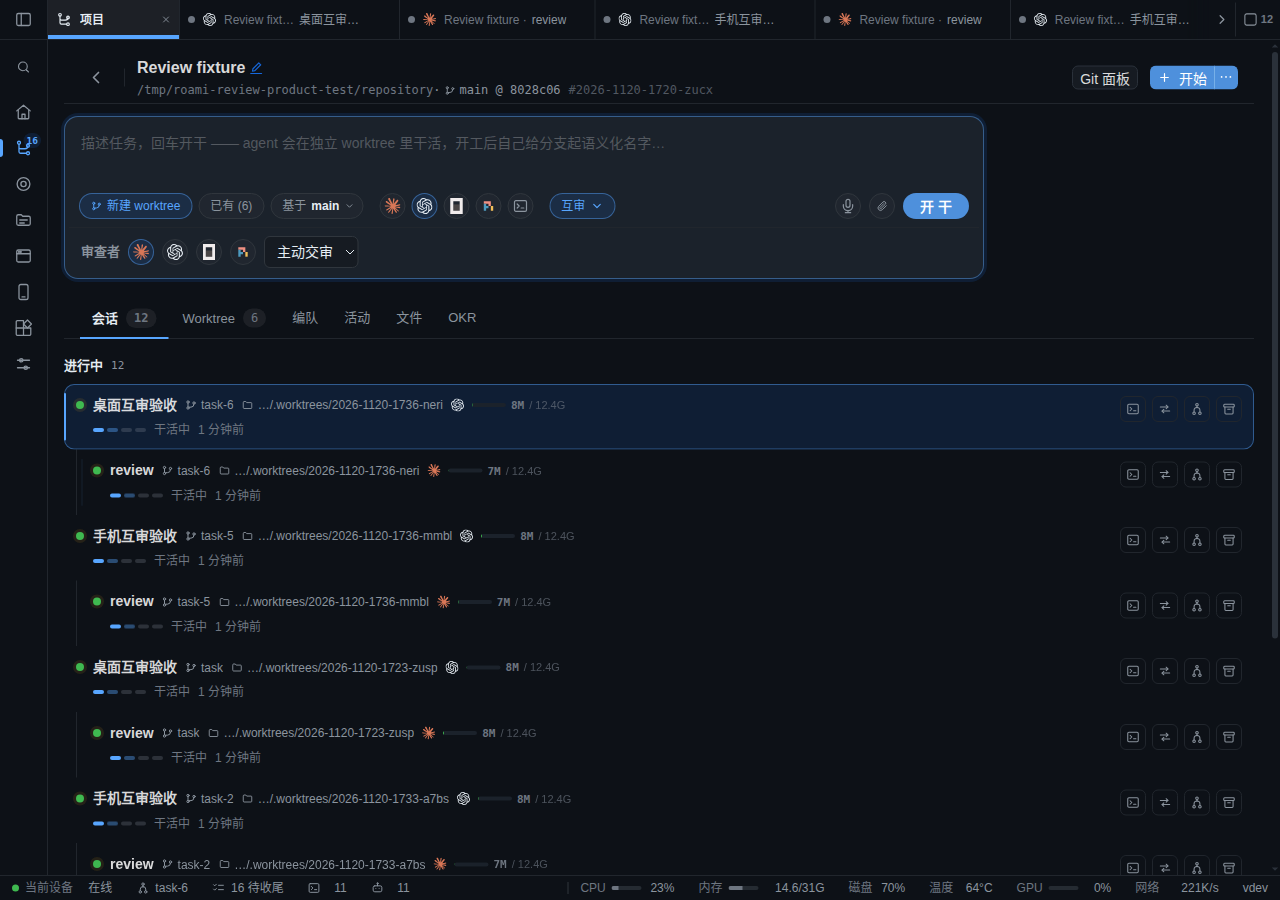 项目 ×
Review fixt… 桌面互审…
Review fixture · review
Review fixt… 手机互审…
Review fixture · review
Review fixt… 手机互审…
12
16
Review fixture
/tmp/roami-review-product-test/repository· main @ 8028c06 #2026-1120-1720-zucx
Git 面板
+ 开始 ⋯
描述任务，回车开干 —— agent 会在独立 worktree 里干活，开工后自己给分支起语义化名字…
新建 worktree 已有 (6) 基于 main 互审 开 干
审查者 主动交审
会话 12 Worktree 6 编队 活动 文件 OKR
进行中 12
桌面互审验收 task-6 …/.worktrees/2026-1120-1736-neri 8M / 12.4G
干活中 1 分钟前
review task-6 …/.worktrees/2026-1120-1736-neri 7M / 12.4G
干活中 1 分钟前
手机互审验收 task-5 …/.worktrees/2026-1120-1736-mmbl 8M / 12.4G
干活中 1 分钟前
review task-5 …/.worktrees/2026-1120-1736-mmbl 7M / 12.4G
干活中 1 分钟前
桌面互审验收 task …/.worktrees/2026-1120-1723-zusp 8M / 12.4G
干活中 1 分钟前
review task …/.worktrees/2026-1120-1723-zusp 8M / 12.4G
干活中 1 分钟前
手机互审验收 task-2 …/.worktrees/2026-1120-1733-a7bs 8M / 12.4G
干活中 1 分钟前
review task-2 …/.worktrees/2026-1120-1733-a7bs 7M / 12.4G
当前设备 在线 task-6 16 待收尾 11 11 CPU 23% 内存 14.6/31G 磁盘 70% 温度 64°C GPU 0% 网络 221K/s vdev